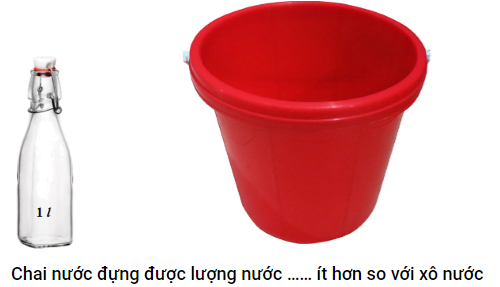 1 l
Chai nước đựng được lượng nước ...... ít hơn so với xô nước